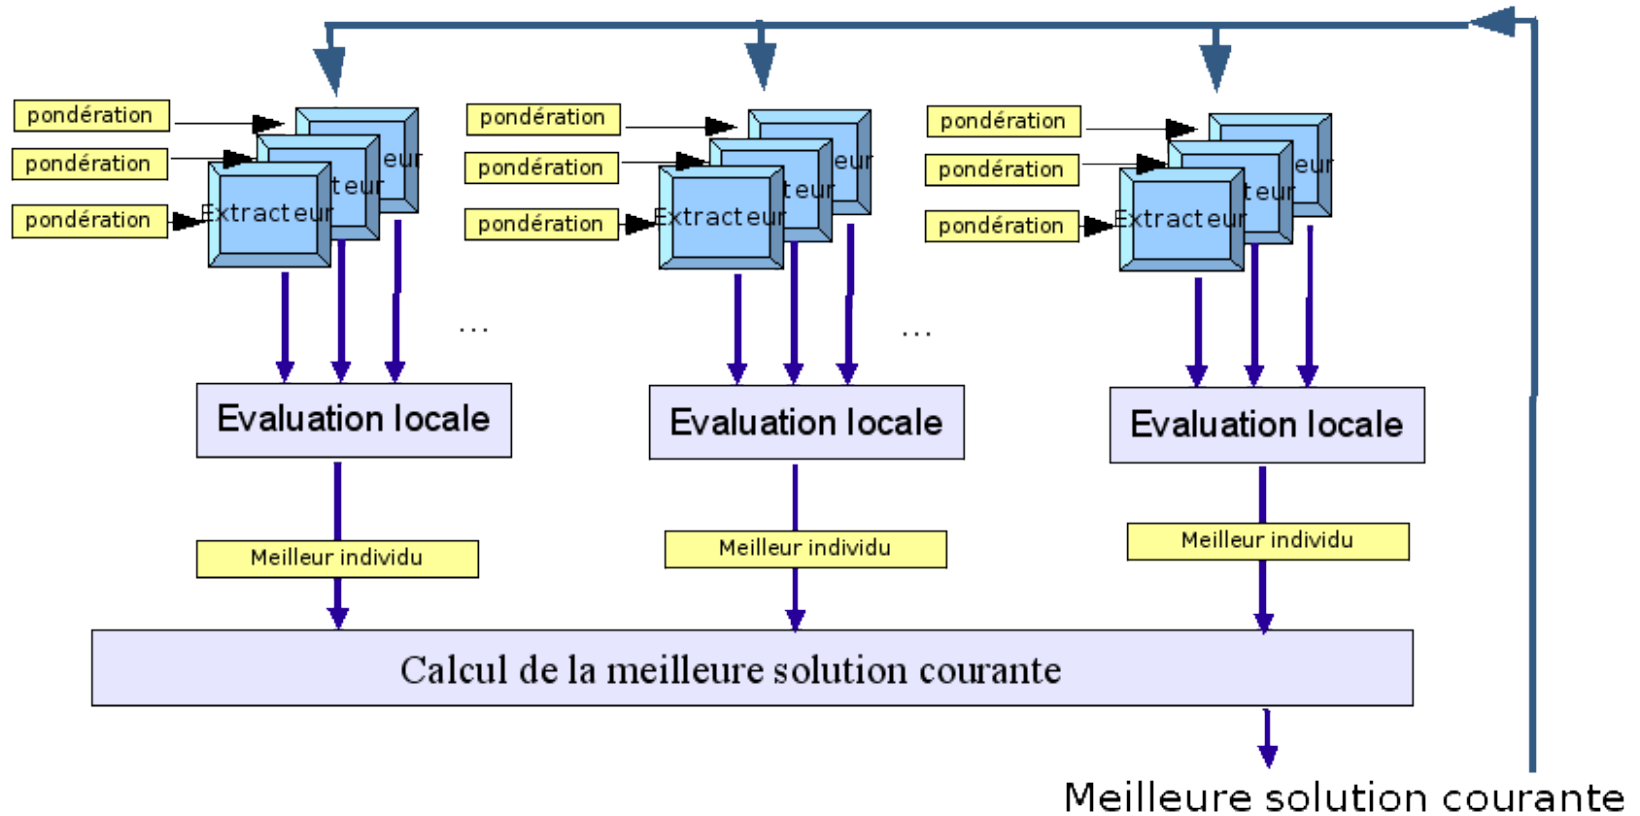 pondération
pondération
pondération
eur
teur
Extracteur
pondération
pondération
pondération
eur
teur
Extracteur
pondération
pondération
pondération
eur
teur
Extracteur
...
...
Evaluation locale
Evaluation locale
Evaluation locale
Meilleur individu
Meilleur individu
Meilleur individu
Calcul de la meilleure solution courante
Meilleure solution courante